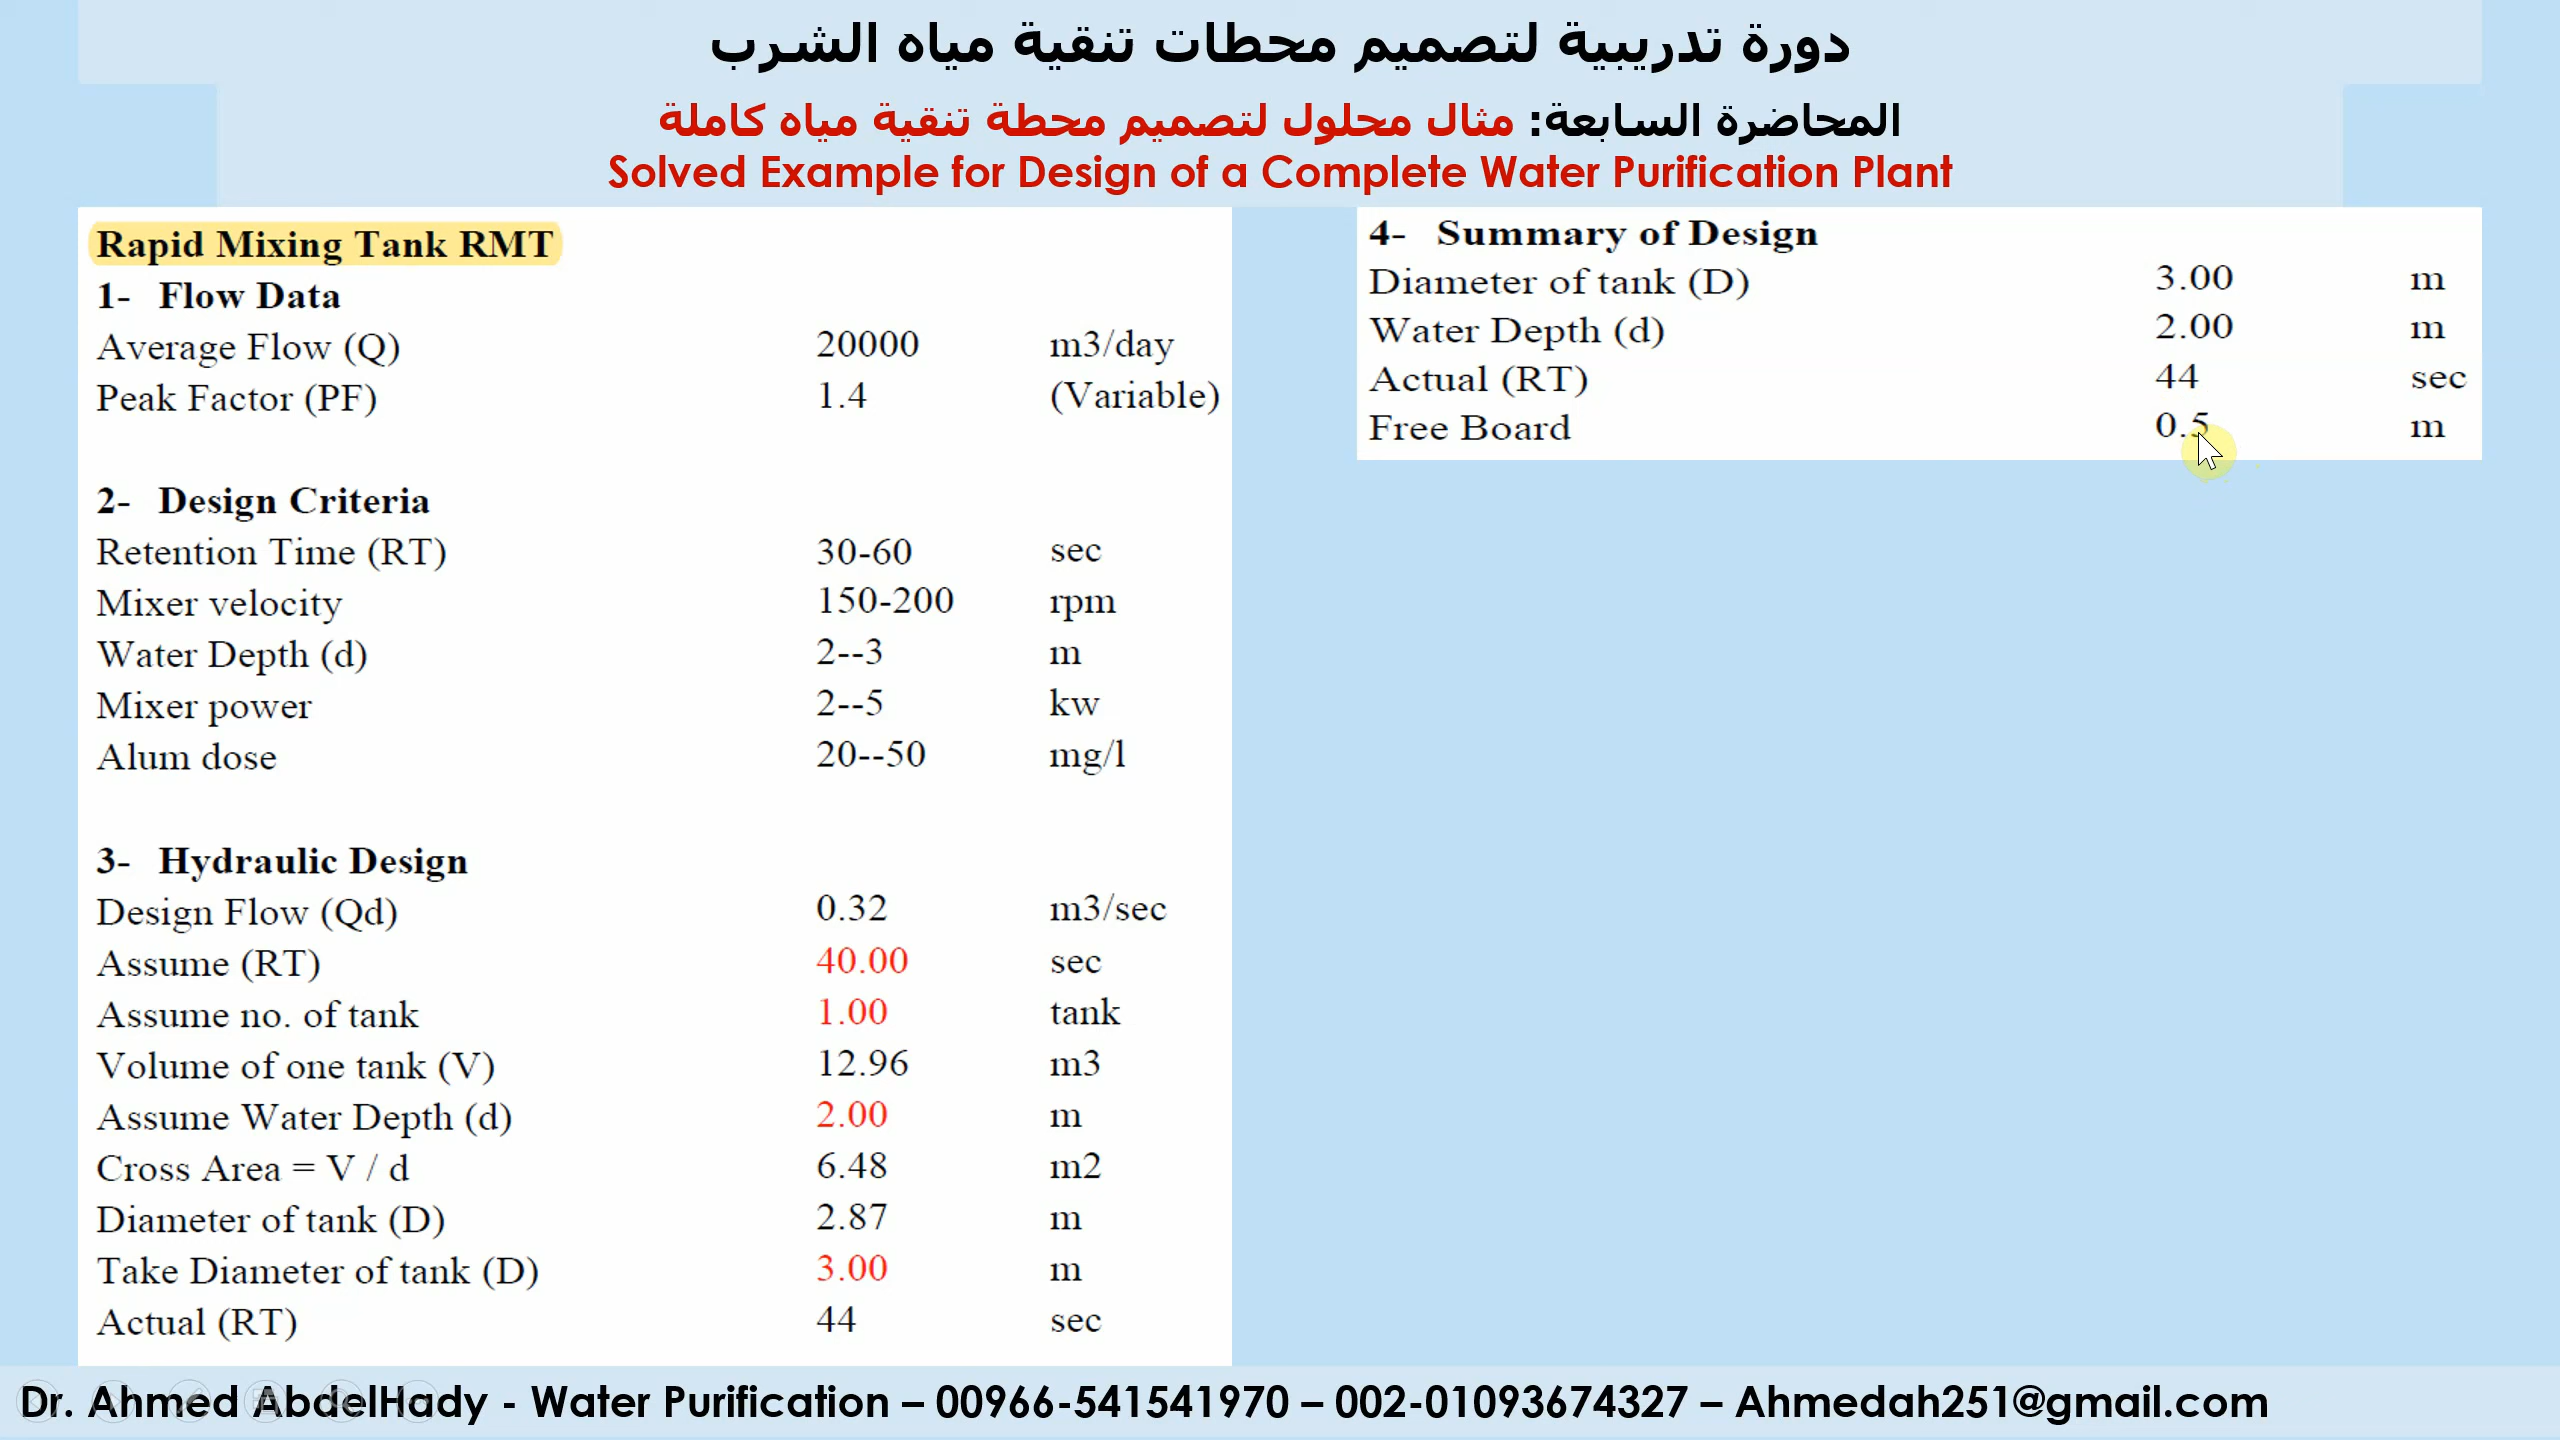 دورة تدريبية لتصميم محطات تنقية مياه الشرب
المحاضرة السابعة: مثال محلول لتصميم محطة تنقية مياه كاملة
Solved Example for Design of a Complete Water Purification Plant
Rapid Mixing Tank RMT
1- Flow Data
Average Flow (Q) 20000 m3/day
Peak Factor (PF) 1.4 (Variable)
2- Design Criteria
Retention Time (RT) 30-60 sec
Mixer velocity 150-200 rpm
Water Depth (d) 2--3 m
Mixer power 2--5 kw
Alum dose 20--50 mg/l
3- Hydraulic Design
Design Flow (Qd) 0.32 m3/sec
Assume (RT) 40.00 sec
Assume no. of tank 1.00 tank
Volume of one tank (V) 12.96 m3
Assume Water Depth (d) 2.00 m
Cross Area = V / d 6.48 m2
Diameter of tank (D) 2.87 m
Take Diameter of tank (D) 3.00 m
Actual (RT) 44 sec
4- Summary of Design
Diameter of tank (D) 3.00 m
Water Depth (d) 2.00 m
Actual (RT) 44 sec
Free Board 0.5 m
Dr. Ahmed AbdelHady - Water Purification – 00966-541541970 – 002-01093674327 – Ahmedah251@gmail.com